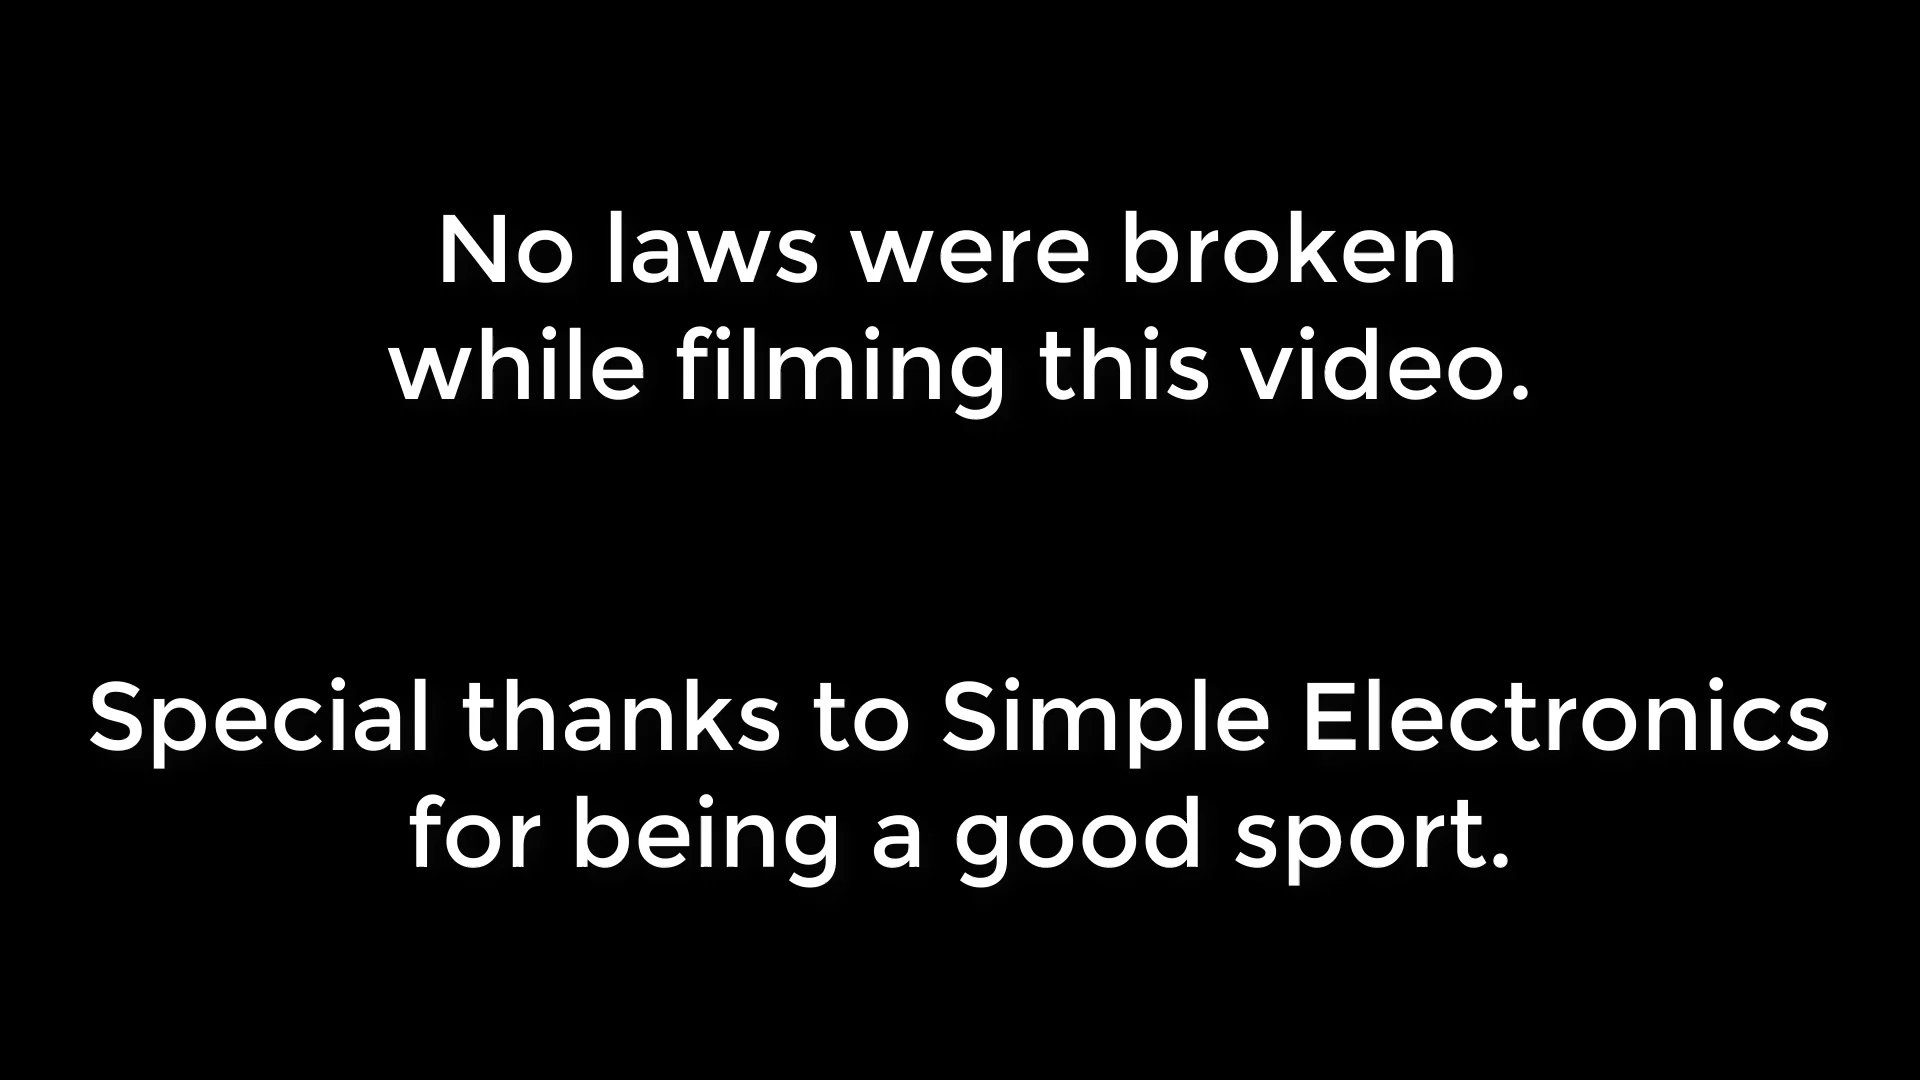 No laws were broken
while filming this video.
Special thanks to Simple Electronics
for being a good sport.